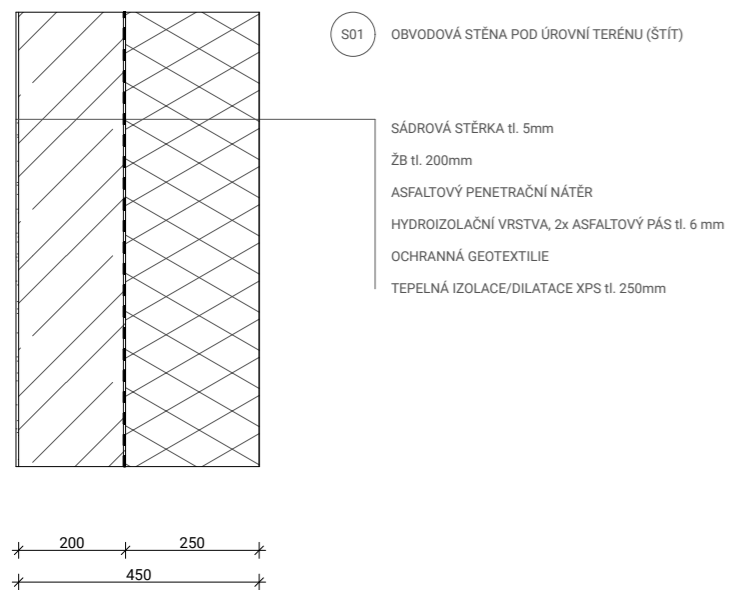 S01 OBVODOVÁ STĚNA POD ÚROVNÍ TERÉNU (ŠTÍT)
SÁDROVÁ STĚRKA tl. 5mm
ŽB tl. 200mm
ASFALTOVÝ PENETRAČNÍ NÁTĚR
HYDROIZOLAČNÍ VRSTVA, 2x ASFALTOVÝ PÁS tl. 6 mm
OCHRANNÁ GEOTEXTILIE
TEPELNÁ IZOLACE/DILATACE XPS tl. 250mm
200 250
450